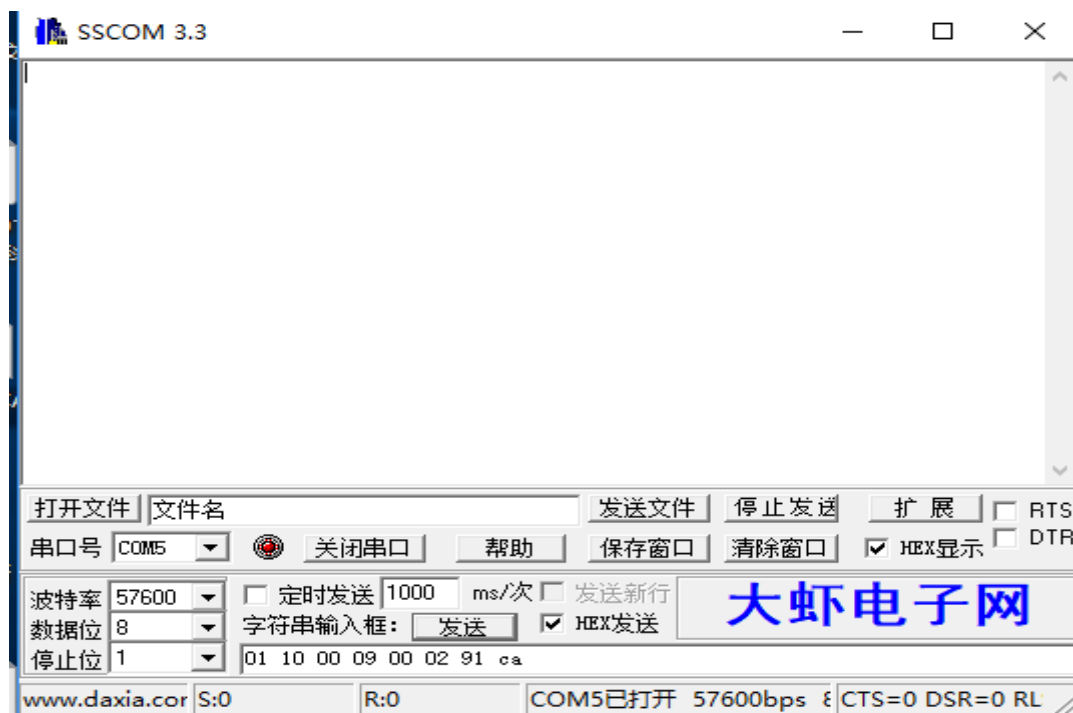 SSCOM 3.3
打开文件 文件名 发送文件 停止发送 扩 展 RTS
串口号 COM5 关闭串口 帮助 保存窗口 清除窗口 HEX显示 DTR
波特率 57600 定时发送 1000 ms/次 发送新行 大虾电子网
数据位 8 字符串输入框: 发送 HEX发送
停止位 1 01 10 00 09 00 02 91 ca
www.daxia.cor S:0 R:0 COM5已打开 57600bps 8 CTS=0 DSR=0 RL